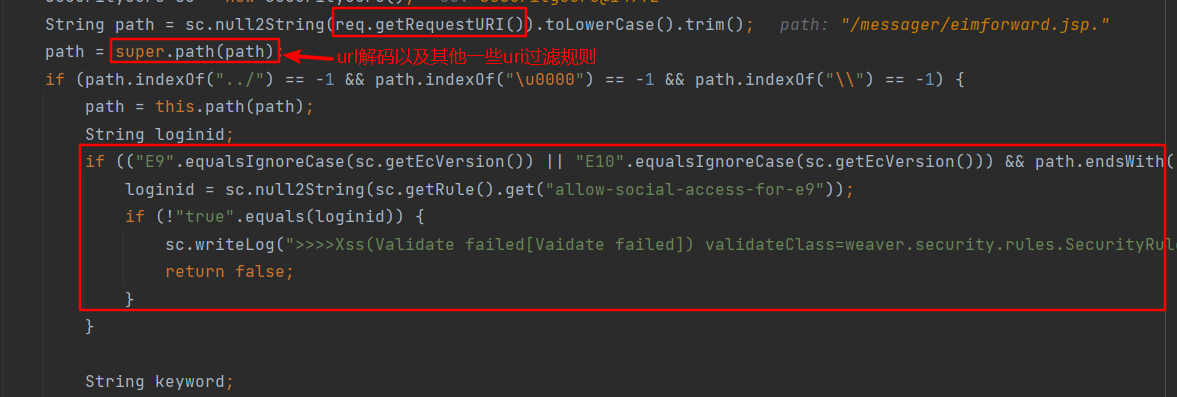 String path = sc.null2String(req.getRequestURI()).toLowerCase().trim(); path: "/messager/eimforward.jsp."
path = super.path(path); url解码以及其他一些uri过滤规则
if (path.indexOf("../") == -1 && path.indexOf("\u0000") == -1 && path.indexOf("\\") == -1) {
path = this.path(path);
String loginid;
if (("E9".equalsIgnoreCase(sc.getEcVersion()) || "E10".equalsIgnoreCase(sc.getEcVersion())) && path.endsWith(
loginid = sc.null2String(sc.getRule().get("allow-social-access-for-e9"));
if (!"true".equals(loginid)) {
sc.writeLog(">>>>Xss(Validate failed[Vaidate failed]) validateClass=weaver.security.rules.SecurityRule
return false;
}
}
String keyword;